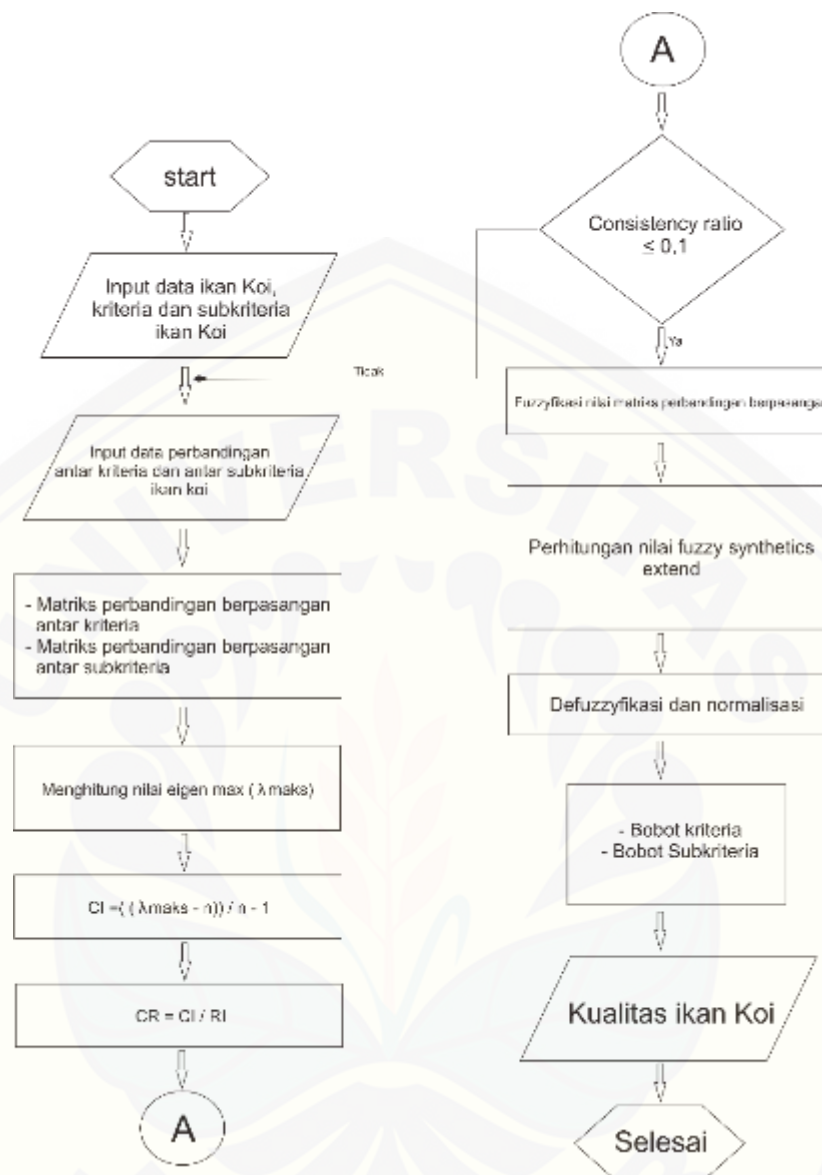 start
Input data ikan Koi,
kriteria dan subkriteria
ikan Koi
Tidak
Input data perbandingan
antar kriteria dan antar subkriteria
ikan koi
- Matriks perbandingan berpasangan
antar kriteria
- Matriks perbandingan berpasangan
antar subkriteria
Menghitung nilai eigen max ( λmaks)
CI =( ( λmaks - n)) / n - 1
CR = CI / RI
A
A
Consistency ratio
≤ 0,1
Ya
Fuzzyfikasi nilai matriks perbandingan berpasangan
Perhitungan nilai fuzzy synthetics
extend
Defuzzyfikasi dan normalisasi
- Bobot kriteria
- Bobot Subkriteria
Kualitas ikan Koi
Selesai
UNIVERSITAS